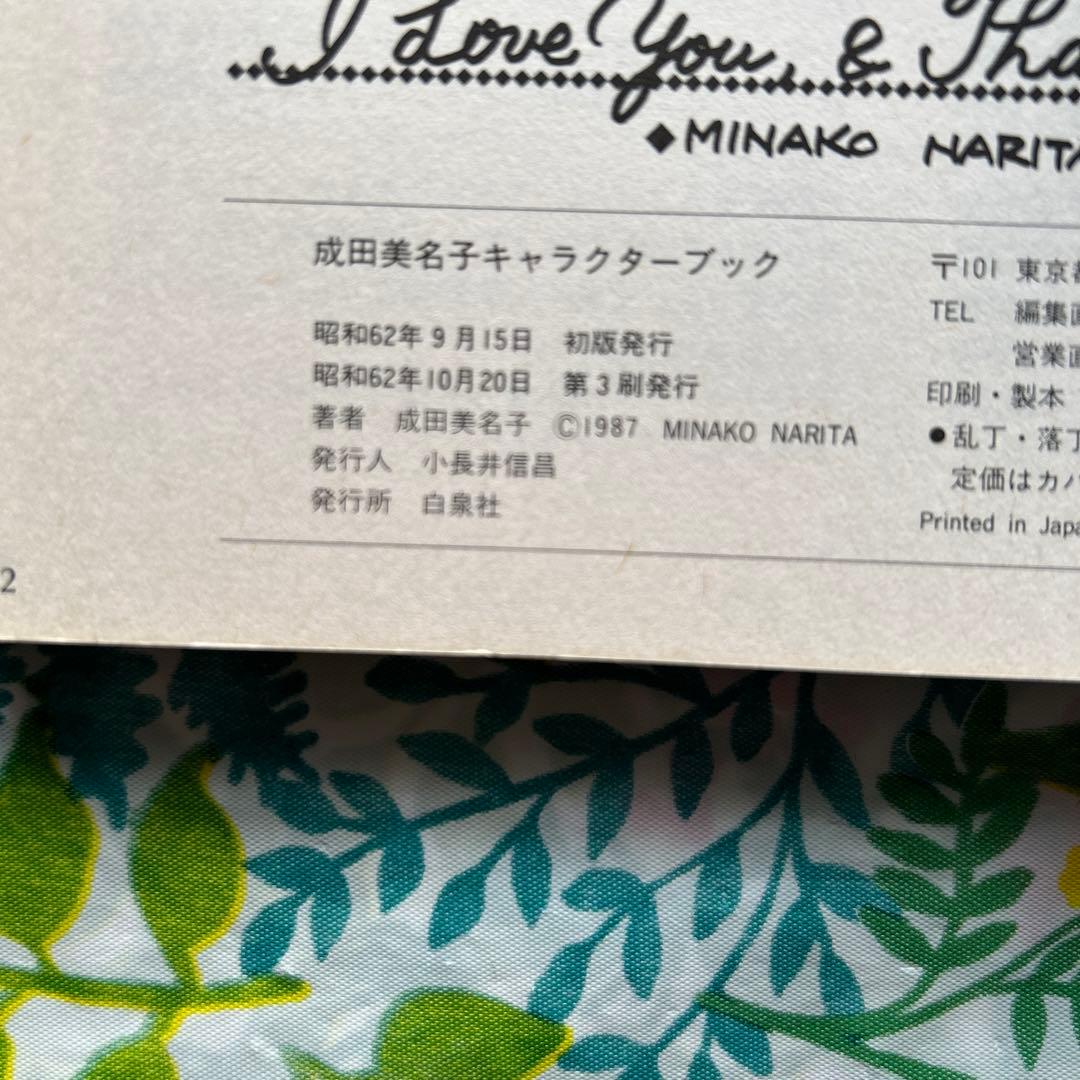 I Love You, & Tha
◆MINAKO NARITA
成田美名子キャラクターブック
昭和62年9月15日 初版発行
昭和62年10月20日 第3刷発行
著者 成田美名子 ©1987 MINAKO NARITA
発行人 小長井信昌
発行所 白泉社
〒101 東京都
TEL 編集直
営業直
印刷・製本
●乱丁・落丁
定価はカバ
Printed in Japa
2